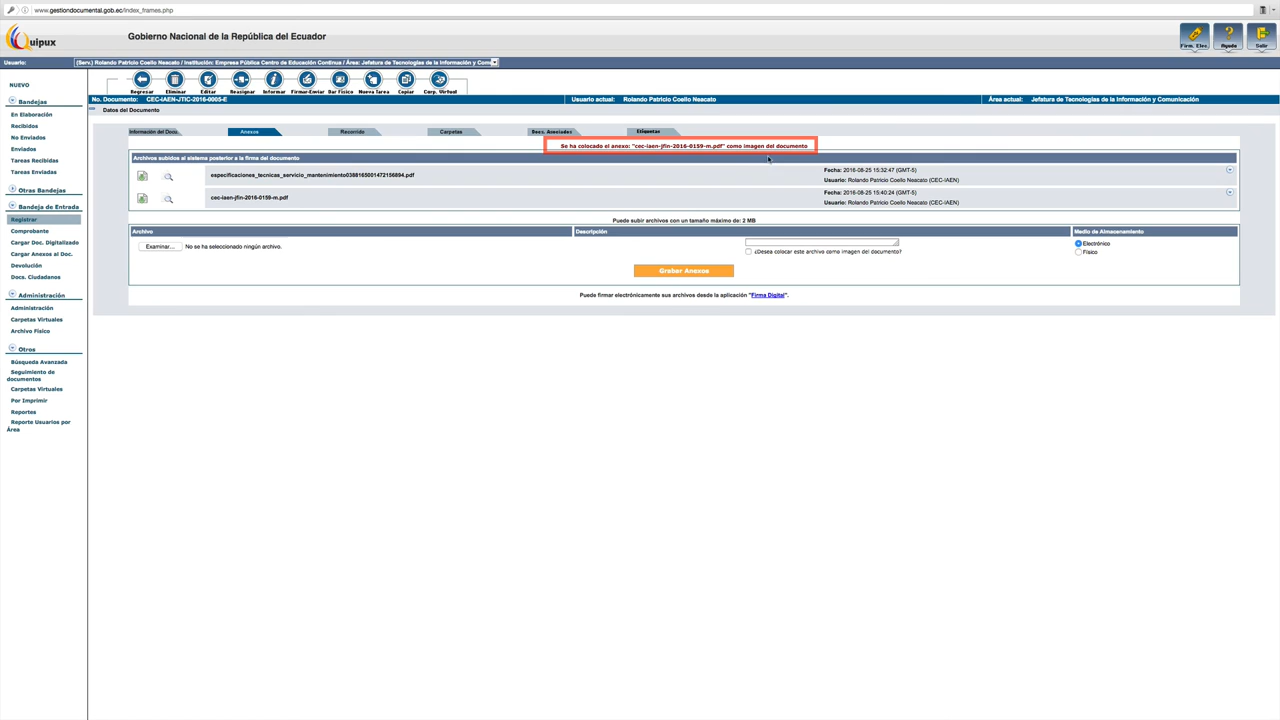 www.gestiondocumental.gob.ec/index_frames.php
Quipux
Gobierno Nacional de la República del Ecuador
Firm. Elec.
Ayuda
Salir
Usuario:
(Serv.) Rolando Patricio Coello Neacato / Institución: Empresa Pública Centro de Educación Continua / Área: Jefatura de Tecnologías de la Información y Com
NUEVO
Bandejas
En Elaboración
Recibidos
No Enviados
Enviados
Tareas Recibidas
Tareas Enviadas
Otras Bandejas
Bandeja de Entrada
Registrar
Comprobante
Cargar Doc. Digitalizado
Cargar Anexos al Doc.
Devolución
Docs. Ciudadanos
Administración
Administración
Carpetas Virtuales
Archivo Físico
Otros
Búsqueda Avanzada
Seguimiento de
documentos
Carpetas Virtuales
Por Imprimir
Reportes
Reporte Usuarios por
Área
Regresar
Eliminar
Editar
Reasignar
Informar
Firmar-Enviar
Dar Físico
Nueva Tarea
Copiar
Corp. Virtual
No. Documento: CEC-IAEN-JTIC-2016-0005-E
Usuario actual: Rolando Patricio Coello Neacato
Área actual: Jefatura de Tecnologías de la Información y Comunicación
Datos del Documento
Información del Docu.
Anexos
Recorrido
Carpetas
Docs. Asociados
Etiquetas
Se ha colocado el anexo: "cec-iaen-jfin-2016-0159-m.pdf" como imagen del documento
Archivos subidos al sistema posterior a la firma del documento
especificaciones_tecnicas_servicio_mantenimiento0388165001472156894.pdf
Fecha: 2016-08-25 15:32:47 (GMT-5)
Usuario: Rolando Patricio Coello Neacato (CEC-IAEN)
cec-iaen-jfin-2016-0159-m.pdf
Fecha: 2016-08-25 15:40:24 (GMT-5)
Usuario: Rolando Patricio Coello Neacato (CEC-IAEN)
Puede subir archivos con un tamaño máximo de: 2 MB
Archivo
Descripción
Medio de Almacenamiento
Examinar... No se ha seleccionado ningún archivo.
¿Desea colocar este archivo como imagen del documento?
Electrónico
Físico
Grabar Anexos
Puede firmar electrónicamente sus archivos desde la aplicación "Firma Digital".